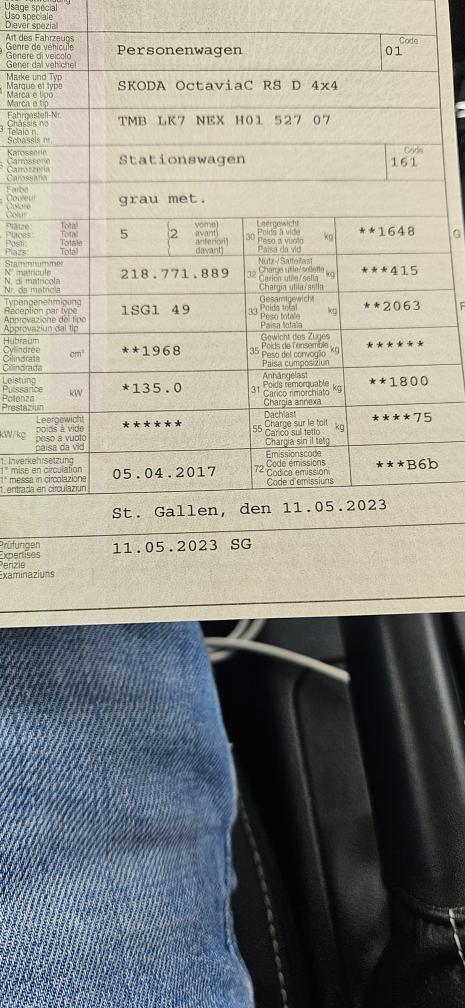 Usage spécial
Uso speciale
Diever spezial
Art des Fahrzeugs
Genre de véhicule
Genere di veicolo
Gener dal vehichel
Personenwagen
Code
01
Marke und Typ
Marque et type
Marca e tipo
Marca e tip
SKODA OctaviaC RS D 4x4
Fahrgestell-Nr.
Châssis no
Telaio n.
Schassis nr.
TMB LK7 NEX H01 527 07
Karosserie
Carrosserie
Carrozzeria
Carossaria
Stationswagen
Code
161
Farbe
Couleur
Colore
Colur
grau met.
Plätze: Total
Places: Total
Posti: Totale
Plazs: Total
5
2
vorne)
avant)
anteriori)
davant)
30
Leergewicht
Poids à vide
Peso a vuoto
Paisa da vid
kg
**1648
G
Stammnummer
N° matricule
N. di matricola
Nr. da matricla
218.771.889
32
Nutz-/Sattellast
Charge utile/sellette
Carico utile/sella
Chargia utila/sella
kg
***415
Typengenehmigung
Réception par type
Approvazione del tipo
Approvaziun dal tip
1SG1 49
33
Gesamtgewicht
Poids total
Peso totale
Paisa totala
kg
**2063
Hubraum
Cylindrée
Cilindrata
Cilindrada
cm³
**1968
35
Gewicht des Zuges
Poids de l'ensemble
Peso del convoglio
Paisa cumposiziun
kg
******
Leistung
Puissance
Potenza
Prestaziun
kW
*135.0
31
Anhängelast
Poids remorquable
Carico rimorchiato
Chargia annexa
kg
**1800
kW/kg
Leergewicht
poids à vide
peso a vuoto
paisa da vid
******
55
Dachlast
Charge sur le toit
Carico sul tetto
Chargia sin il tetg
kg
****75
1. Inverkehrsetzung
1re mise en circulation
1a messa in circolazione
1. entrada en circulaziun
05.04.2017
72
Emissionscode
Code émissions
Codice emissioni
Code d'emissiuns
***B6b
St. Gallen, den 11.05.2023
Prüfungen
Expertises
Perizie
Examinaziuns
11.05.2023 SG